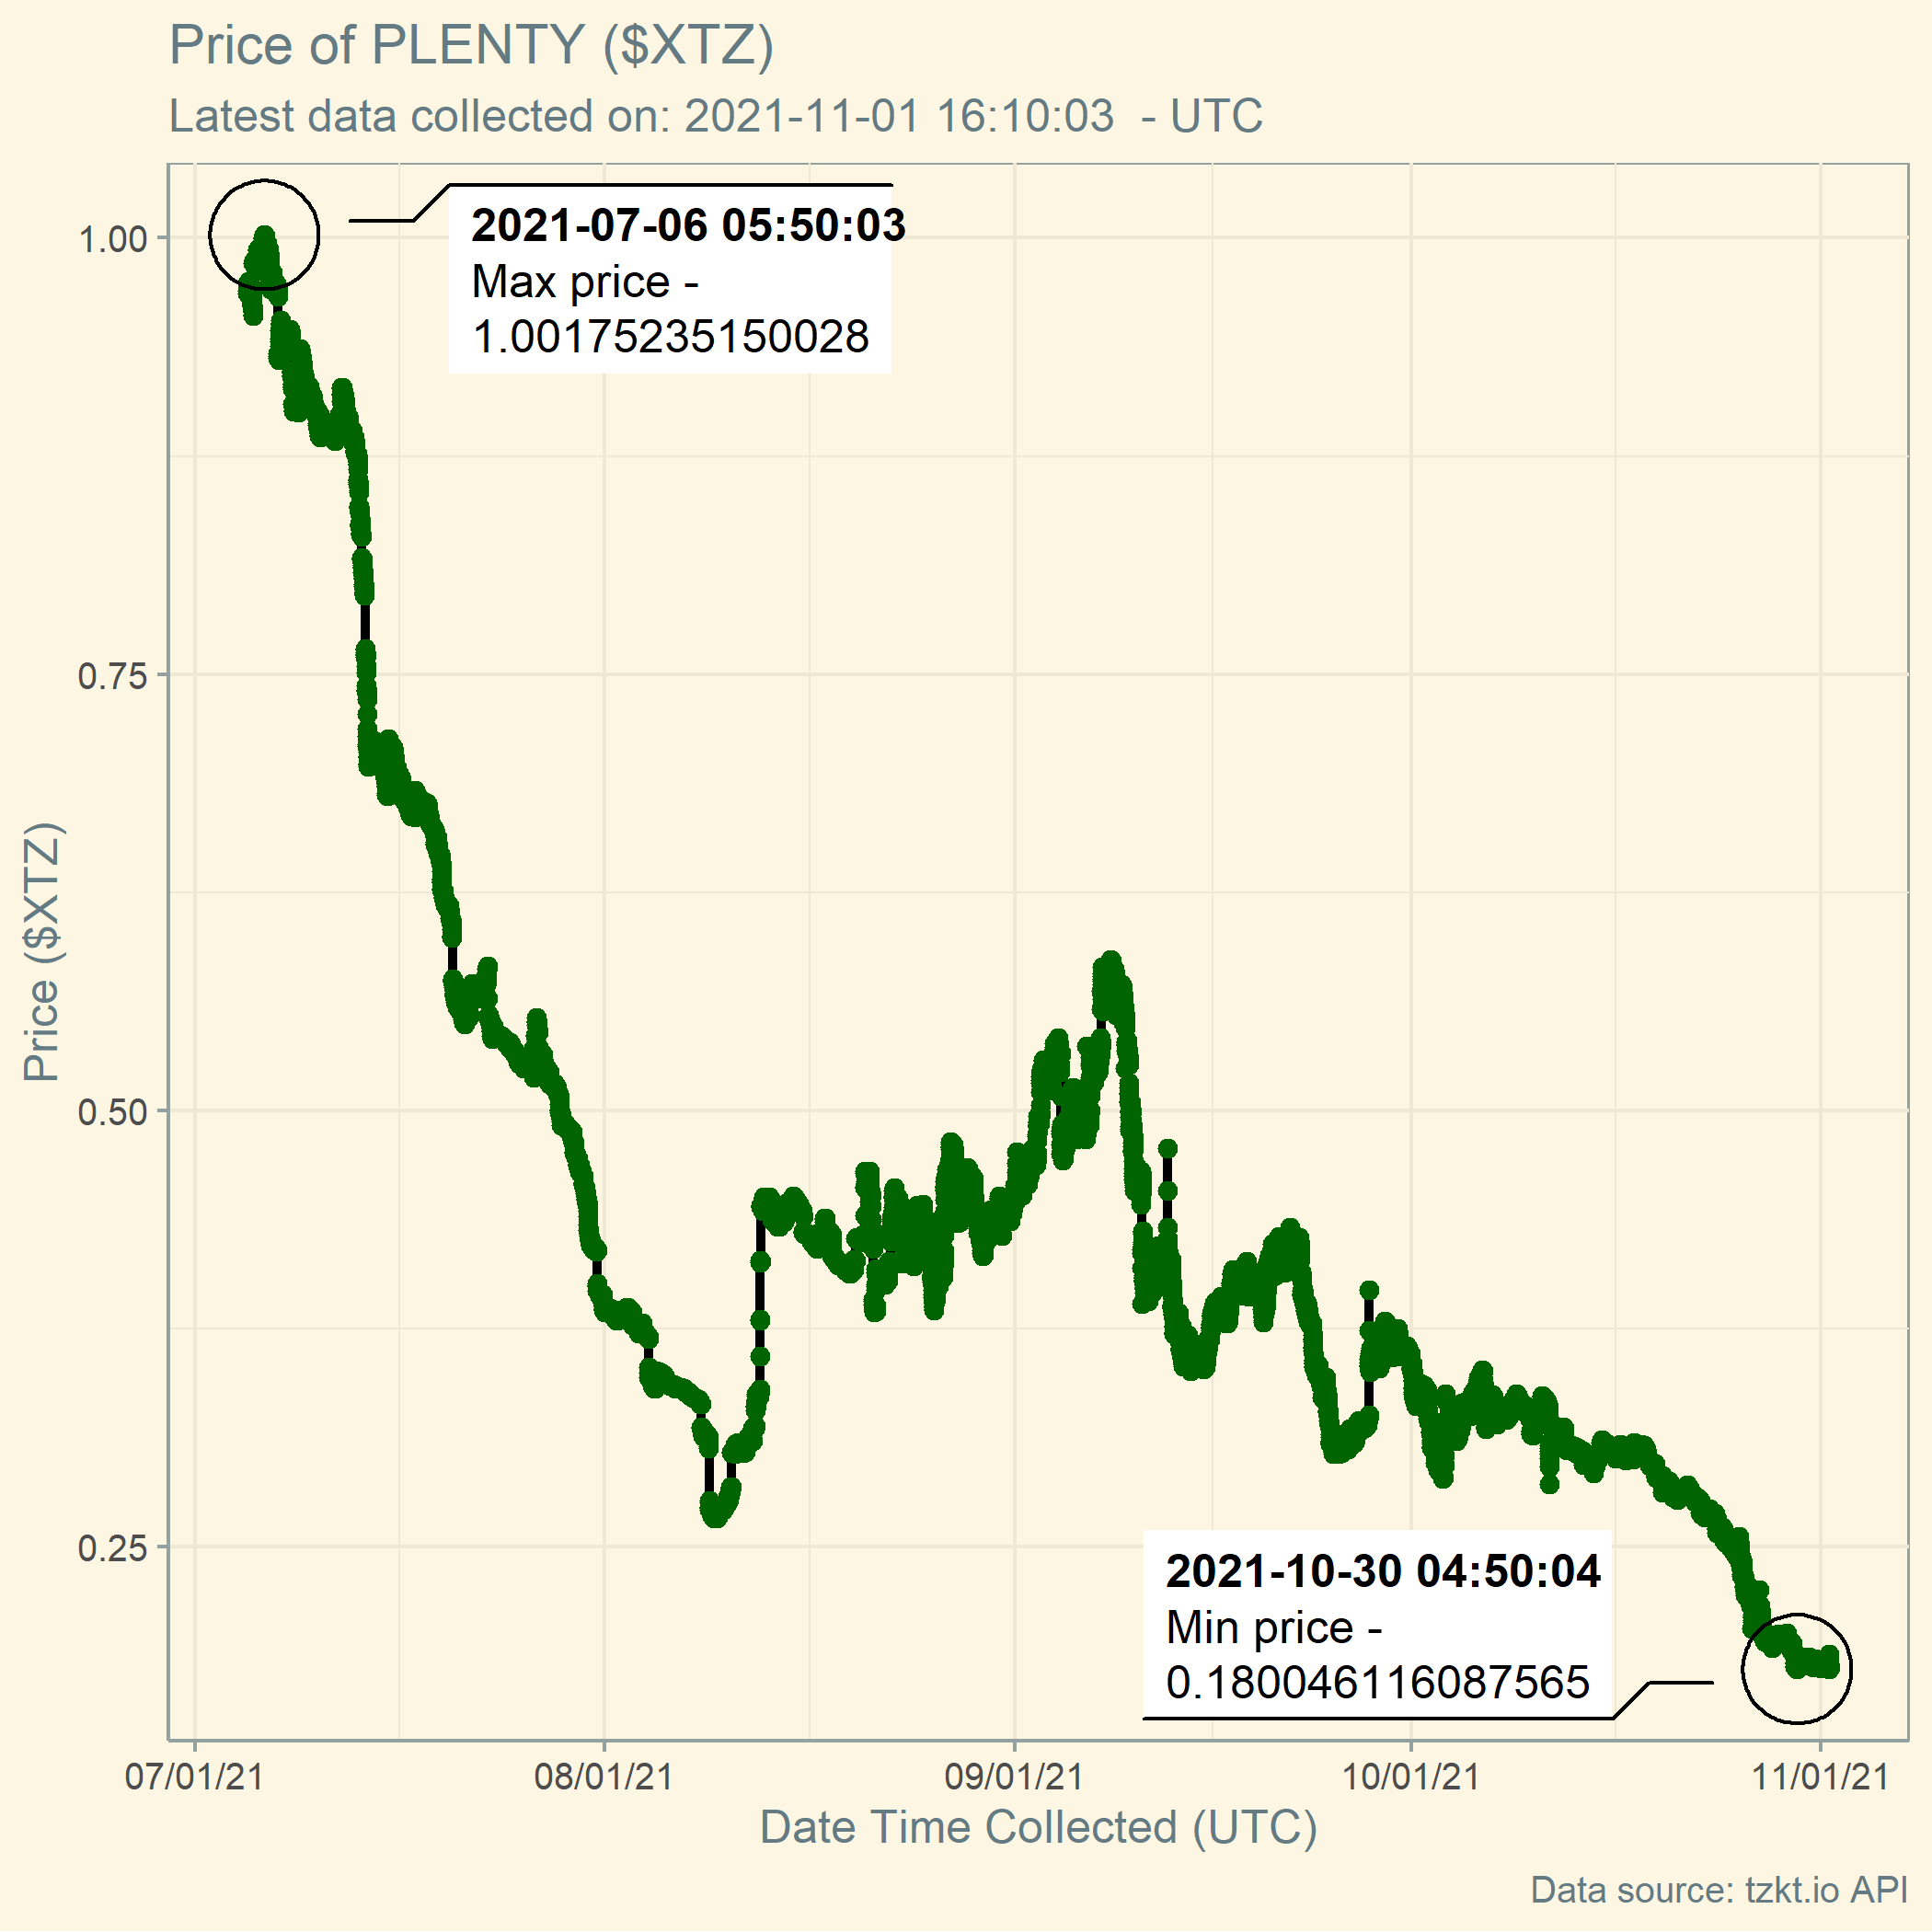 Price of PLENTY ($XTZ)
Latest data collected on: 2021-11-01 16:10:03  - UTC
2021-07-06 05:50:03
Max price -
1.00175235150028
1.00
0.75
0.50
0.25
Price ($XTZ)
2021-10-30 04:50:04
Min price -
0.180046116087565
07/01/21 08/01/21 09/01/21 10/01/21 11/01/21
Date Time Collected (UTC)
Data source: tzkt.io API